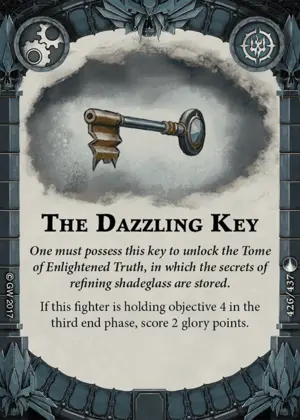 THE DAZZLING KEY
One must possess this key to unlock the Tome
of Enlightened Truth, in which the secrets of
refining shadeglass are stored.
If this fighter is holding objective 4 in the
third end phase, score 2 glory points.
© GW 2017
426/437